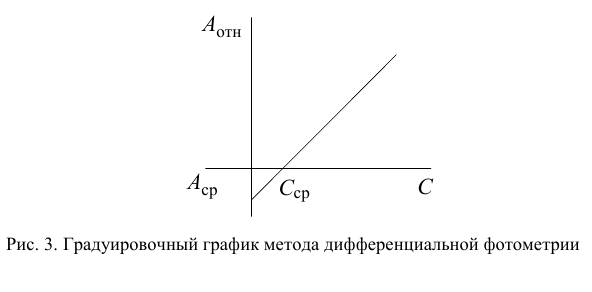 Aотн
Aср
Cср
C
Рис. 3. Градуировочный график метода дифференциальной фотометрии